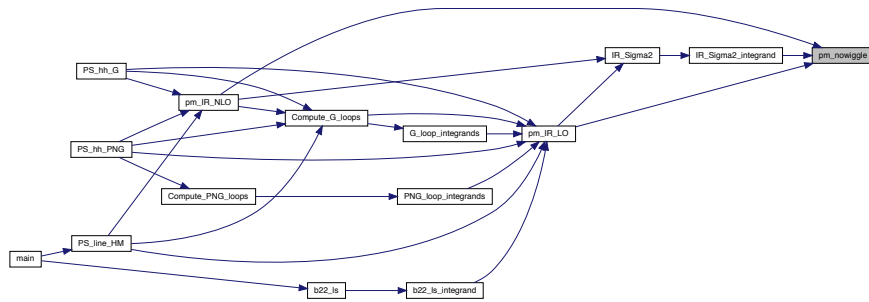 IR_Sigma2
IR_Sigma2_integrand
pm_nowiggle
PS_hh_G
pm_IR_NLO
Compute_G_loops
G_loop_integrands
pm_IR_LO
PS_hh_PNG
Compute_PNG_loops
PNG_loop_integrands
PS_line_HM
main
b22_ls
b22_ls_integrand